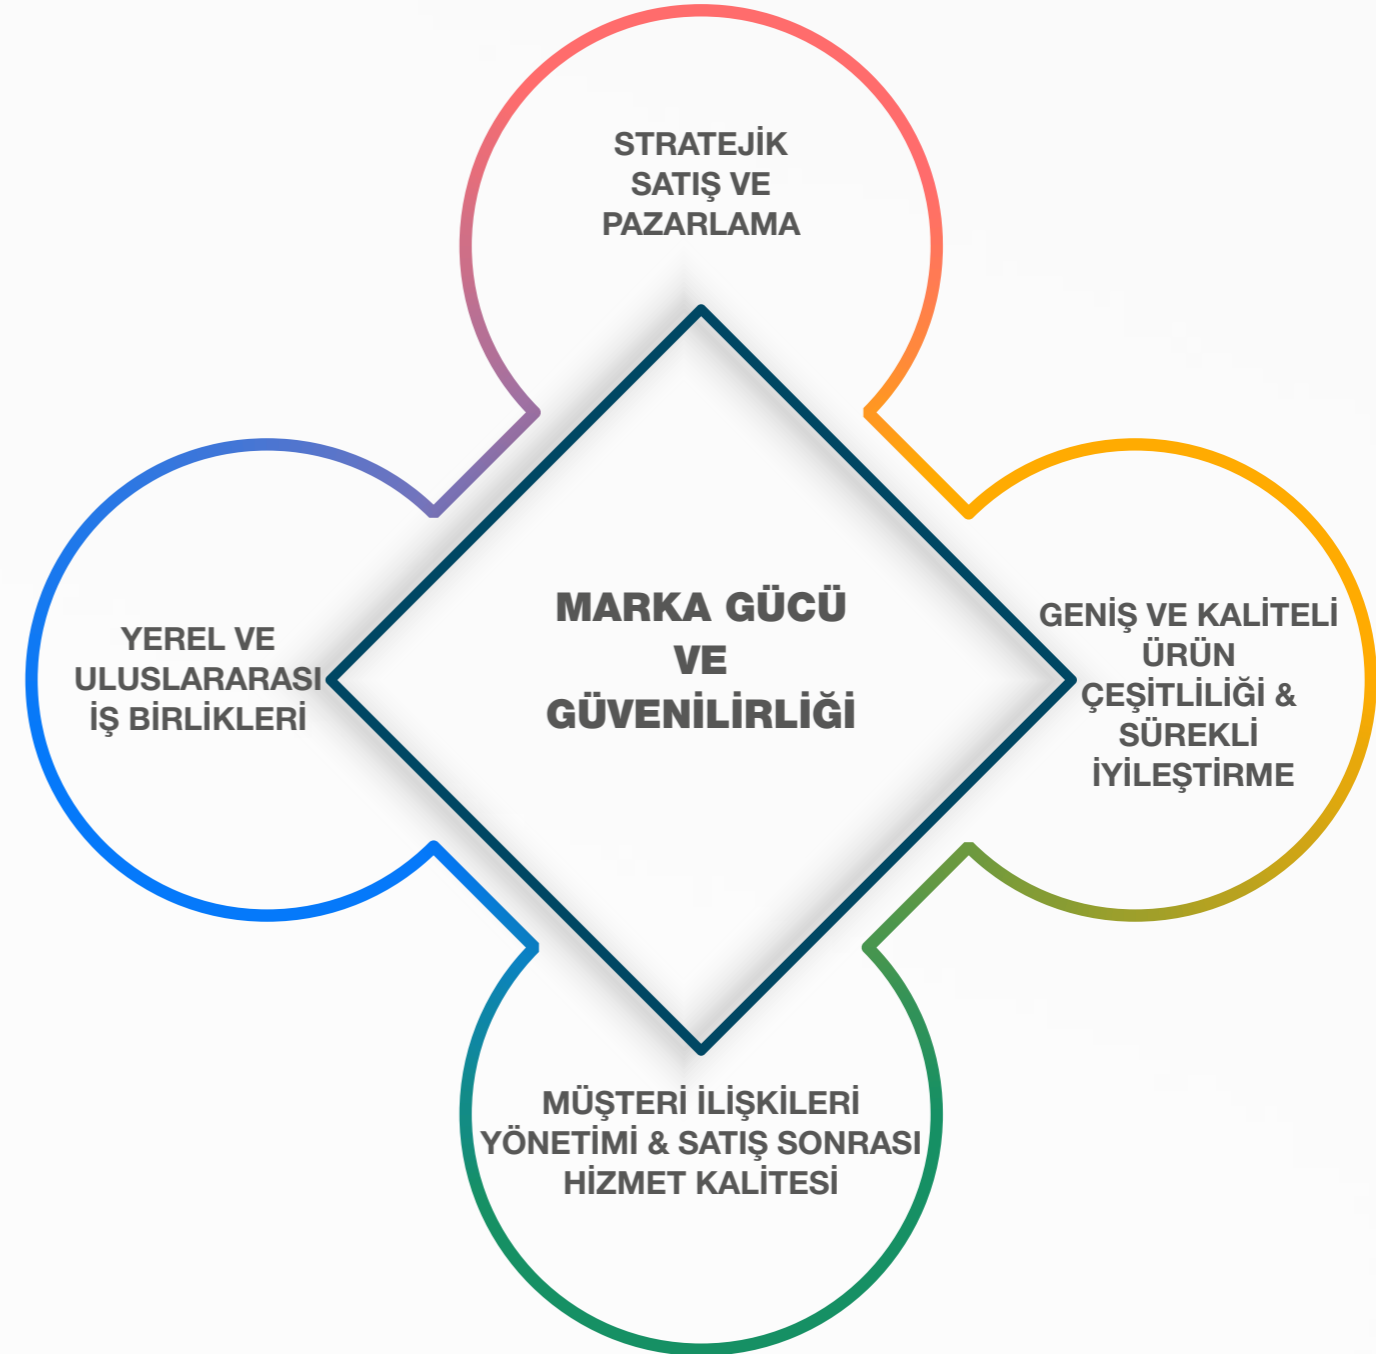 STRATEJİK
SATIŞ VE
PAZARLAMA
YEREL VE
ULUSLARARASI
İŞ BİRLİKLERİ
MARKA GÜCÜ
VE
GÜVENİLİRLİĞİ
GENİŞ VE KALİTELİ
ÜRÜN
ÇEŞİTLİLİĞİ &
SÜREKLİ
İYİLEŞTİRME
MÜŞTERİ İLİŞKİLERİ
YÖNETİMİ & SATIŞ SONRASI
HİZMET KALİTESİ